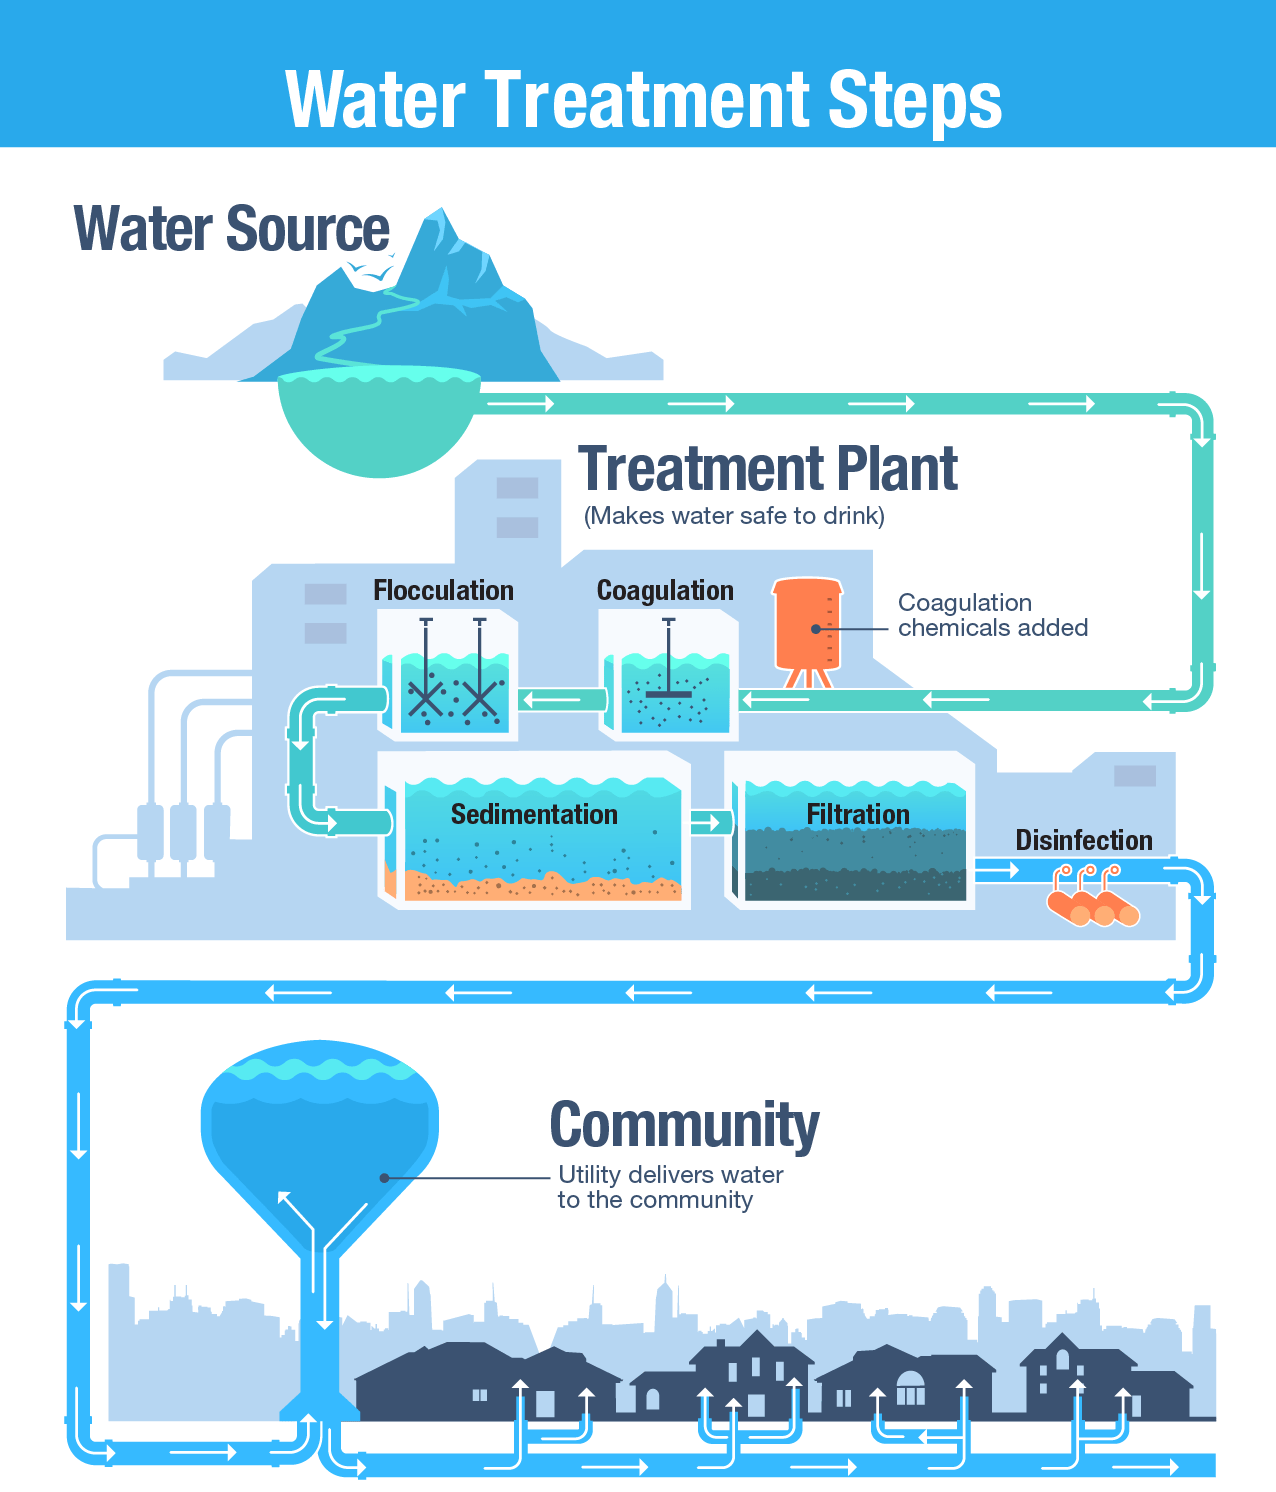 Water Treatment Steps
Water Source
Treatment Plant
(Makes water safe to drink)
Flocculation
Coagulation
Coagulation
chemicals added
Sedimentation
Filtration
Disinfection
Community
Utility delivers water
to the community